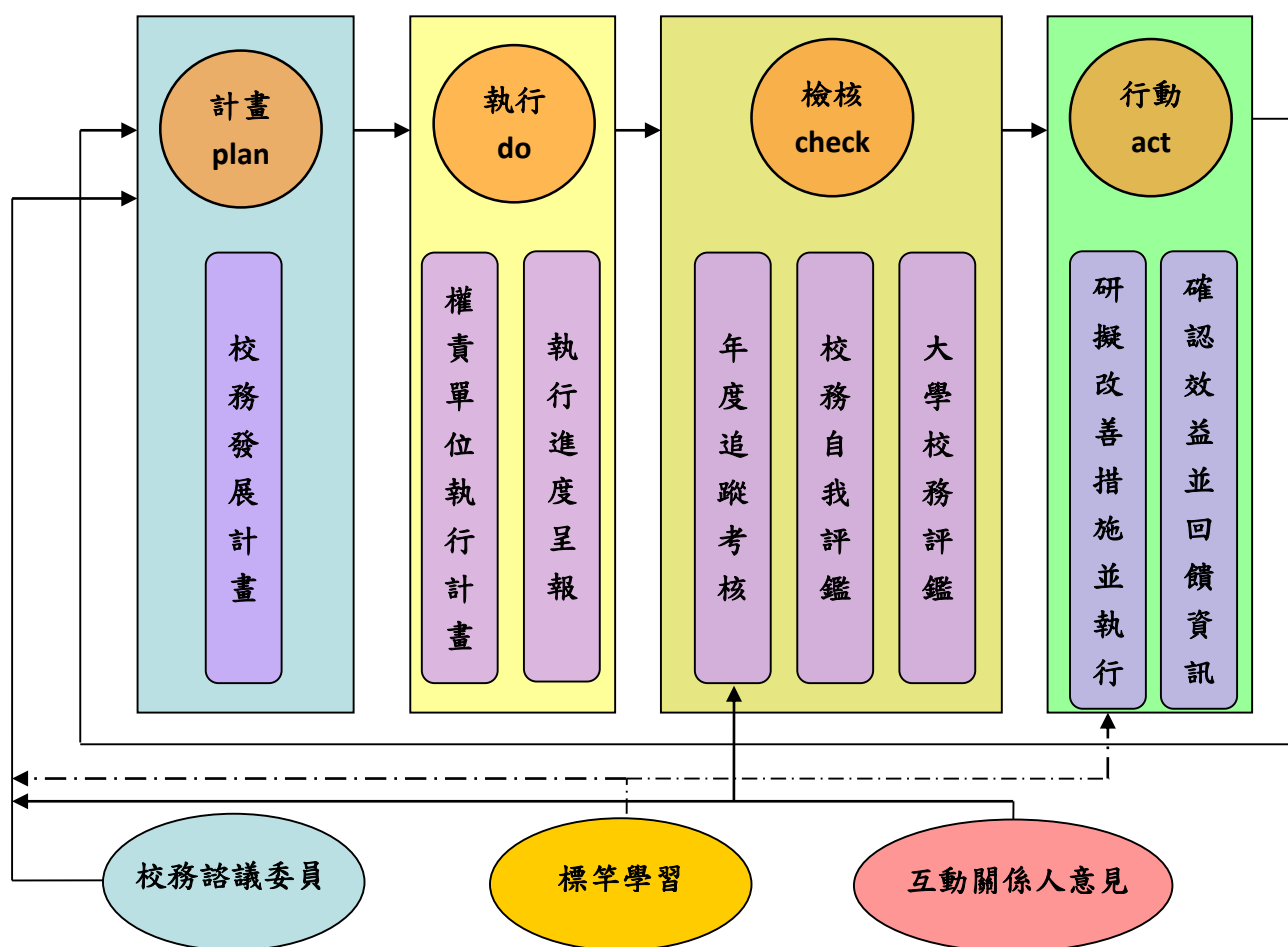 計畫
plan
執行
do
檢核
check
行動
act
校務發展計畫
權責單位執行計畫
執行進度呈報
年度追蹤考核
校務自我評鑑
大學校務評鑑
研擬改善措施並執行
確認效益並回饋資訊
校務諮議委員
標竿學習
互動關係人意見